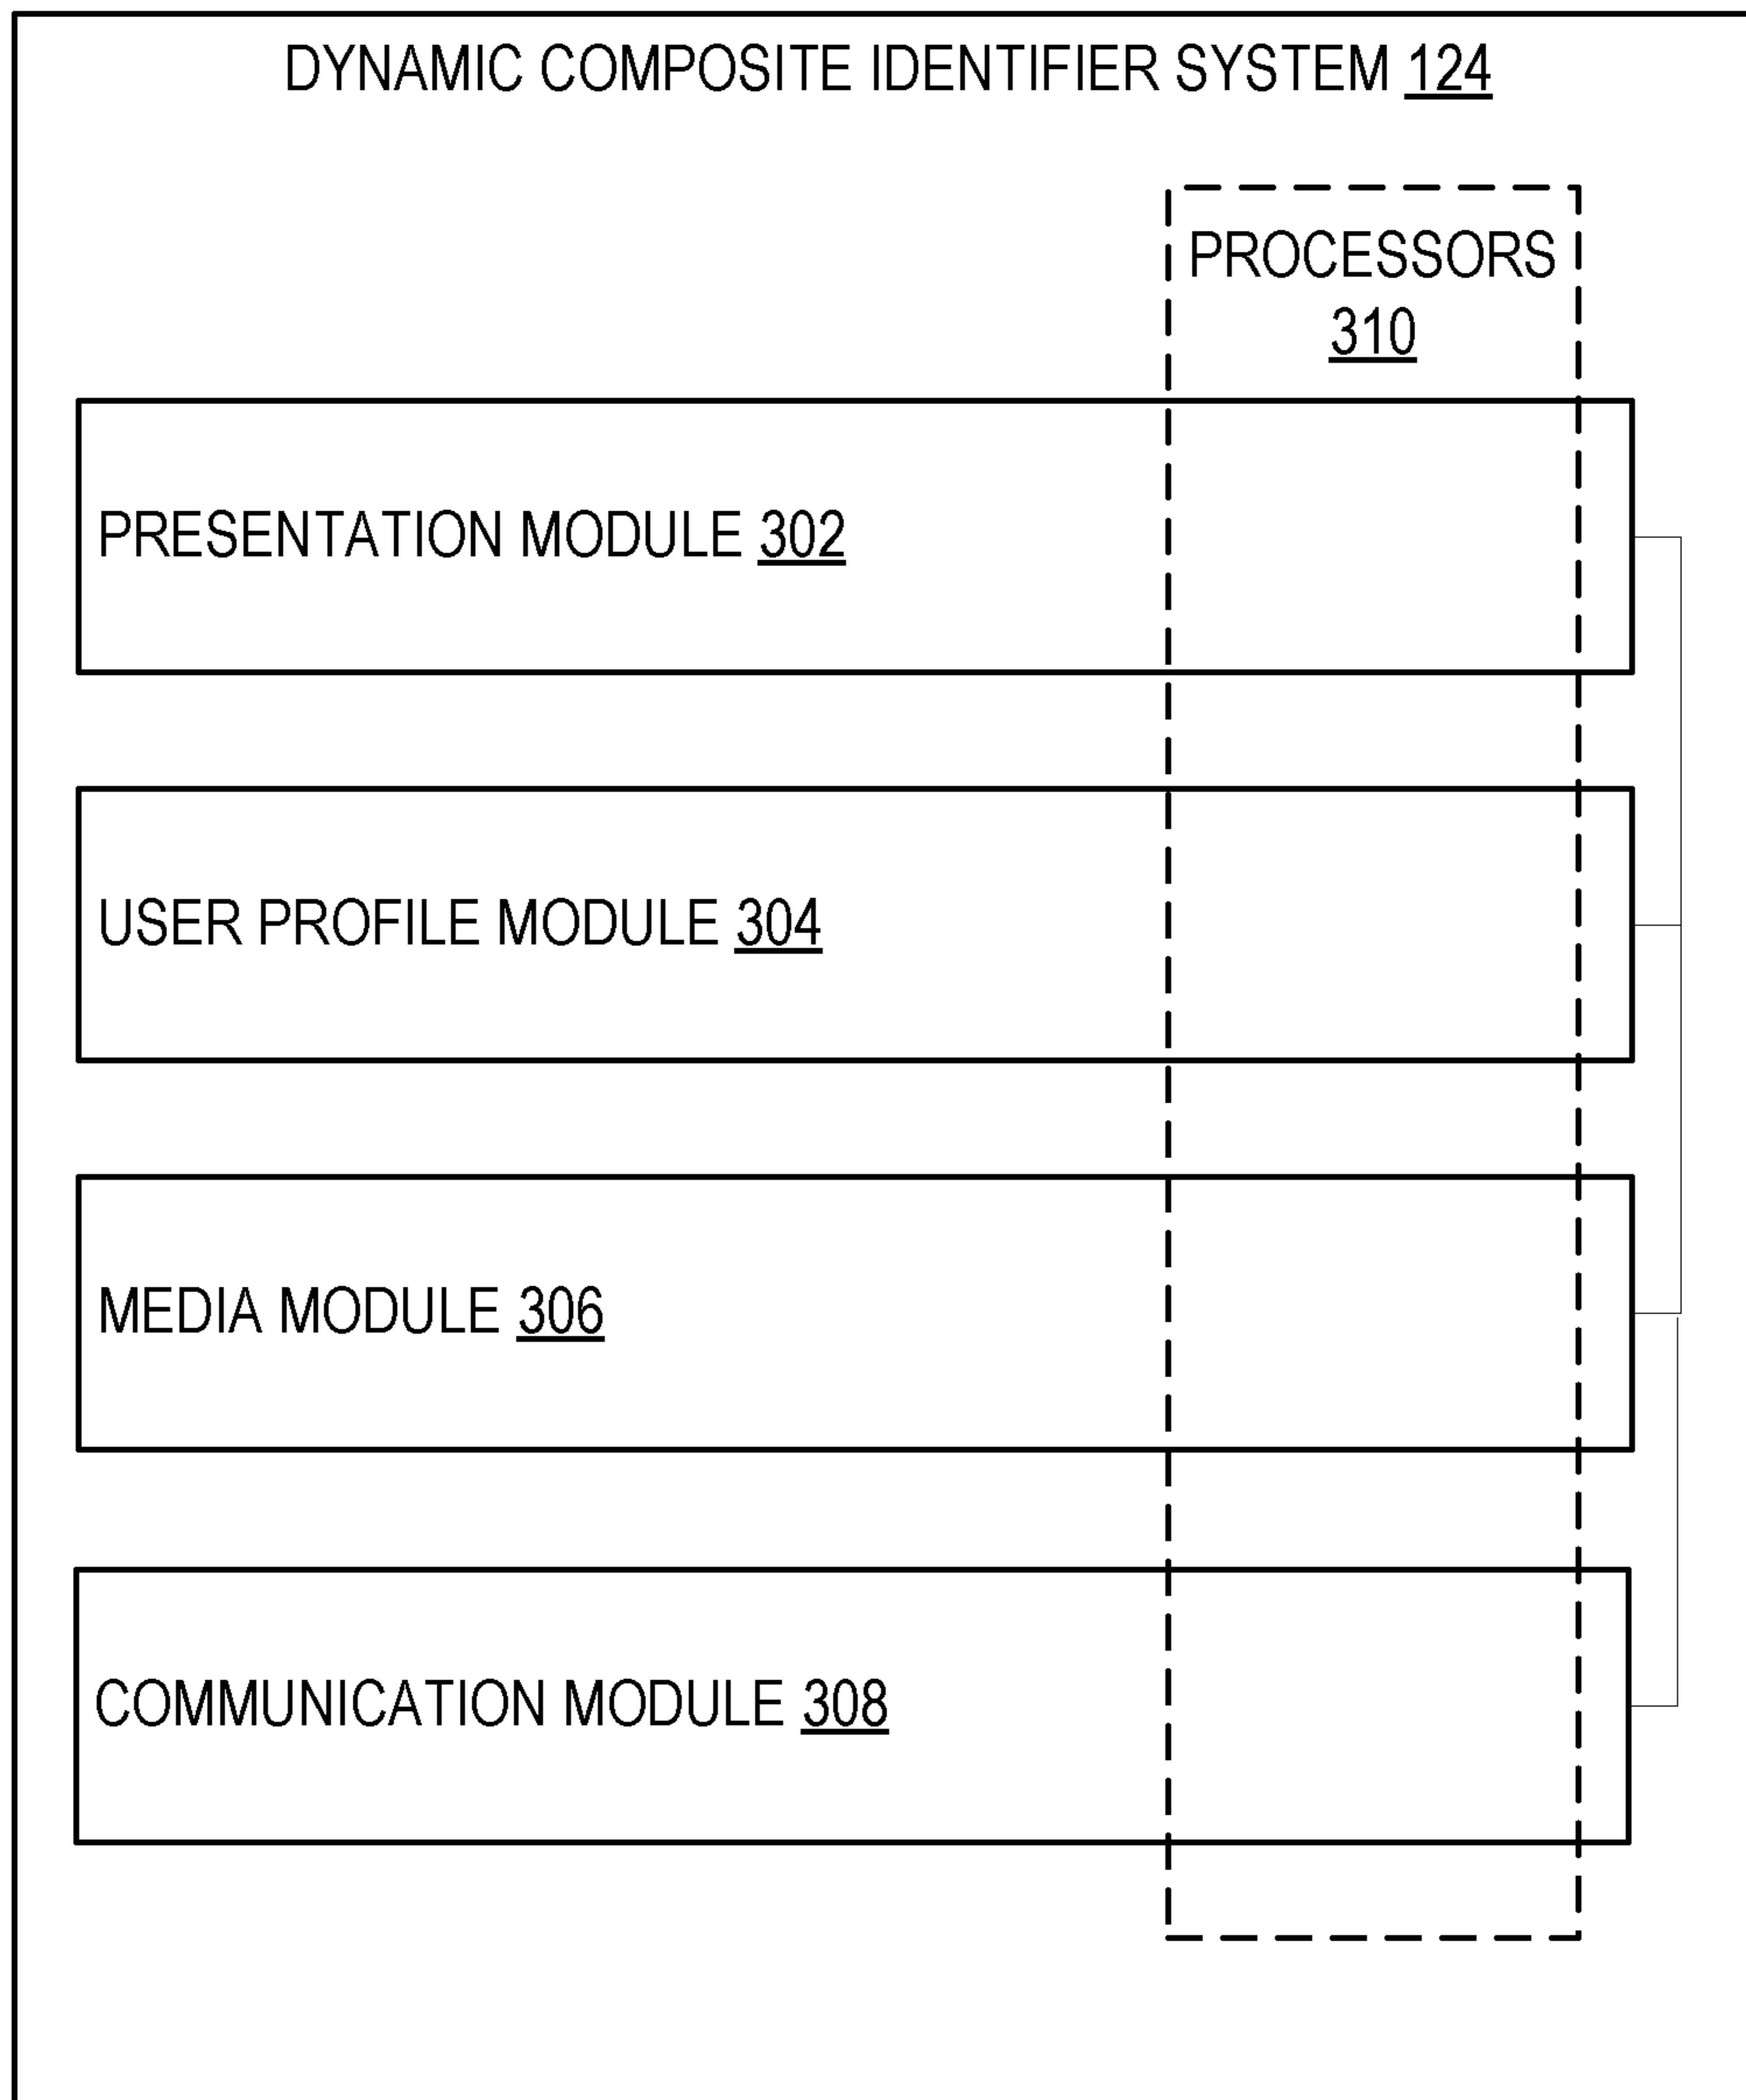 DYNAMIC COMPOSITE IDENTIFIER SYSTEM 124
PROCESSORS
310
PRESENTATION MODULE 302
USER PROFILE MODULE 304
MEDIA MODULE 306
COMMUNICATION MODULE 308